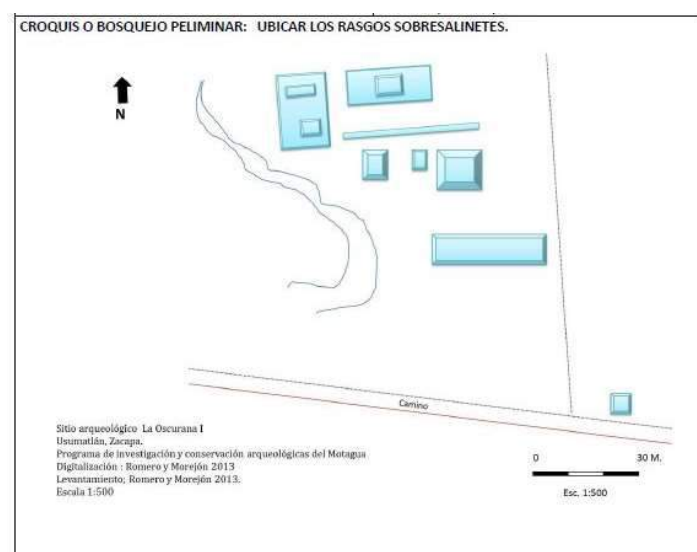 CROQUIS O BOSQUEJO PELIMINAR: UBICAR LOS RASGOS SOBRESALINETES.
N
Camino
Sitio arqueológico La Oscurana I
Usumatlán, Zacapa.
Programa de investigación y conservación arqueológicas del Motagua
Digitalización : Romero y Morejón 2013
Levantamiento; Romero y Morejón 2013.
Escala 1:500
0 30 M.
Esc. 1:500